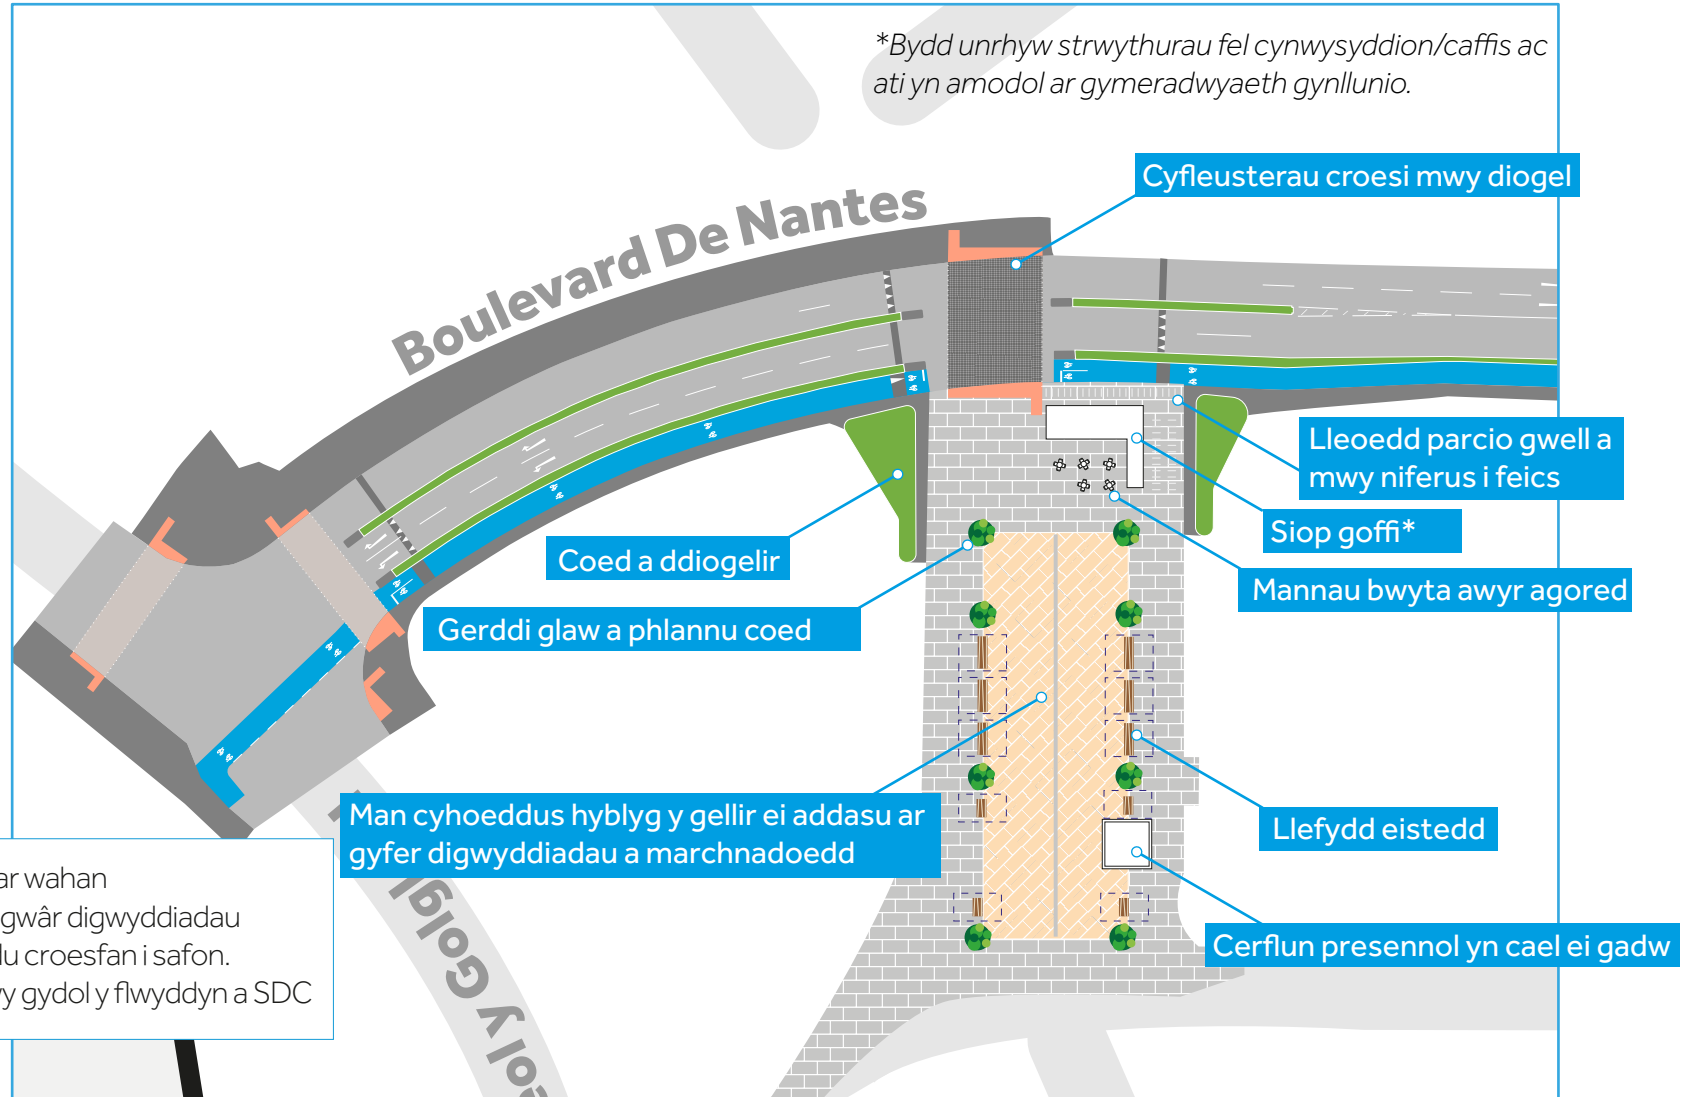 *Bydd unrhyw strwythurau fel cynwysyddion/caffis ac
ati yn amodol ar gymeradwyaeth gynllunio.
Cyfleusterau croesi mwy diogel
Boulevard De Nantes
Lleoedd parcio gwell a
mwy niferus i feics
Siop goffi*
Coed a ddiogelir
Mannau bwyta awyr agored
Gerddi glaw a phlannu coed
Man cyhoeddus hyblyg y gellir ei addasu ar
gyfer digwyddiadau a marchnadoedd
Llefydd eistedd
Cerflun presennol yn cael ei gadw
ar wahan
gwâr digwyddiadau
croesfan i safon.
gydol y flwyddyn a SDC
y Golgi